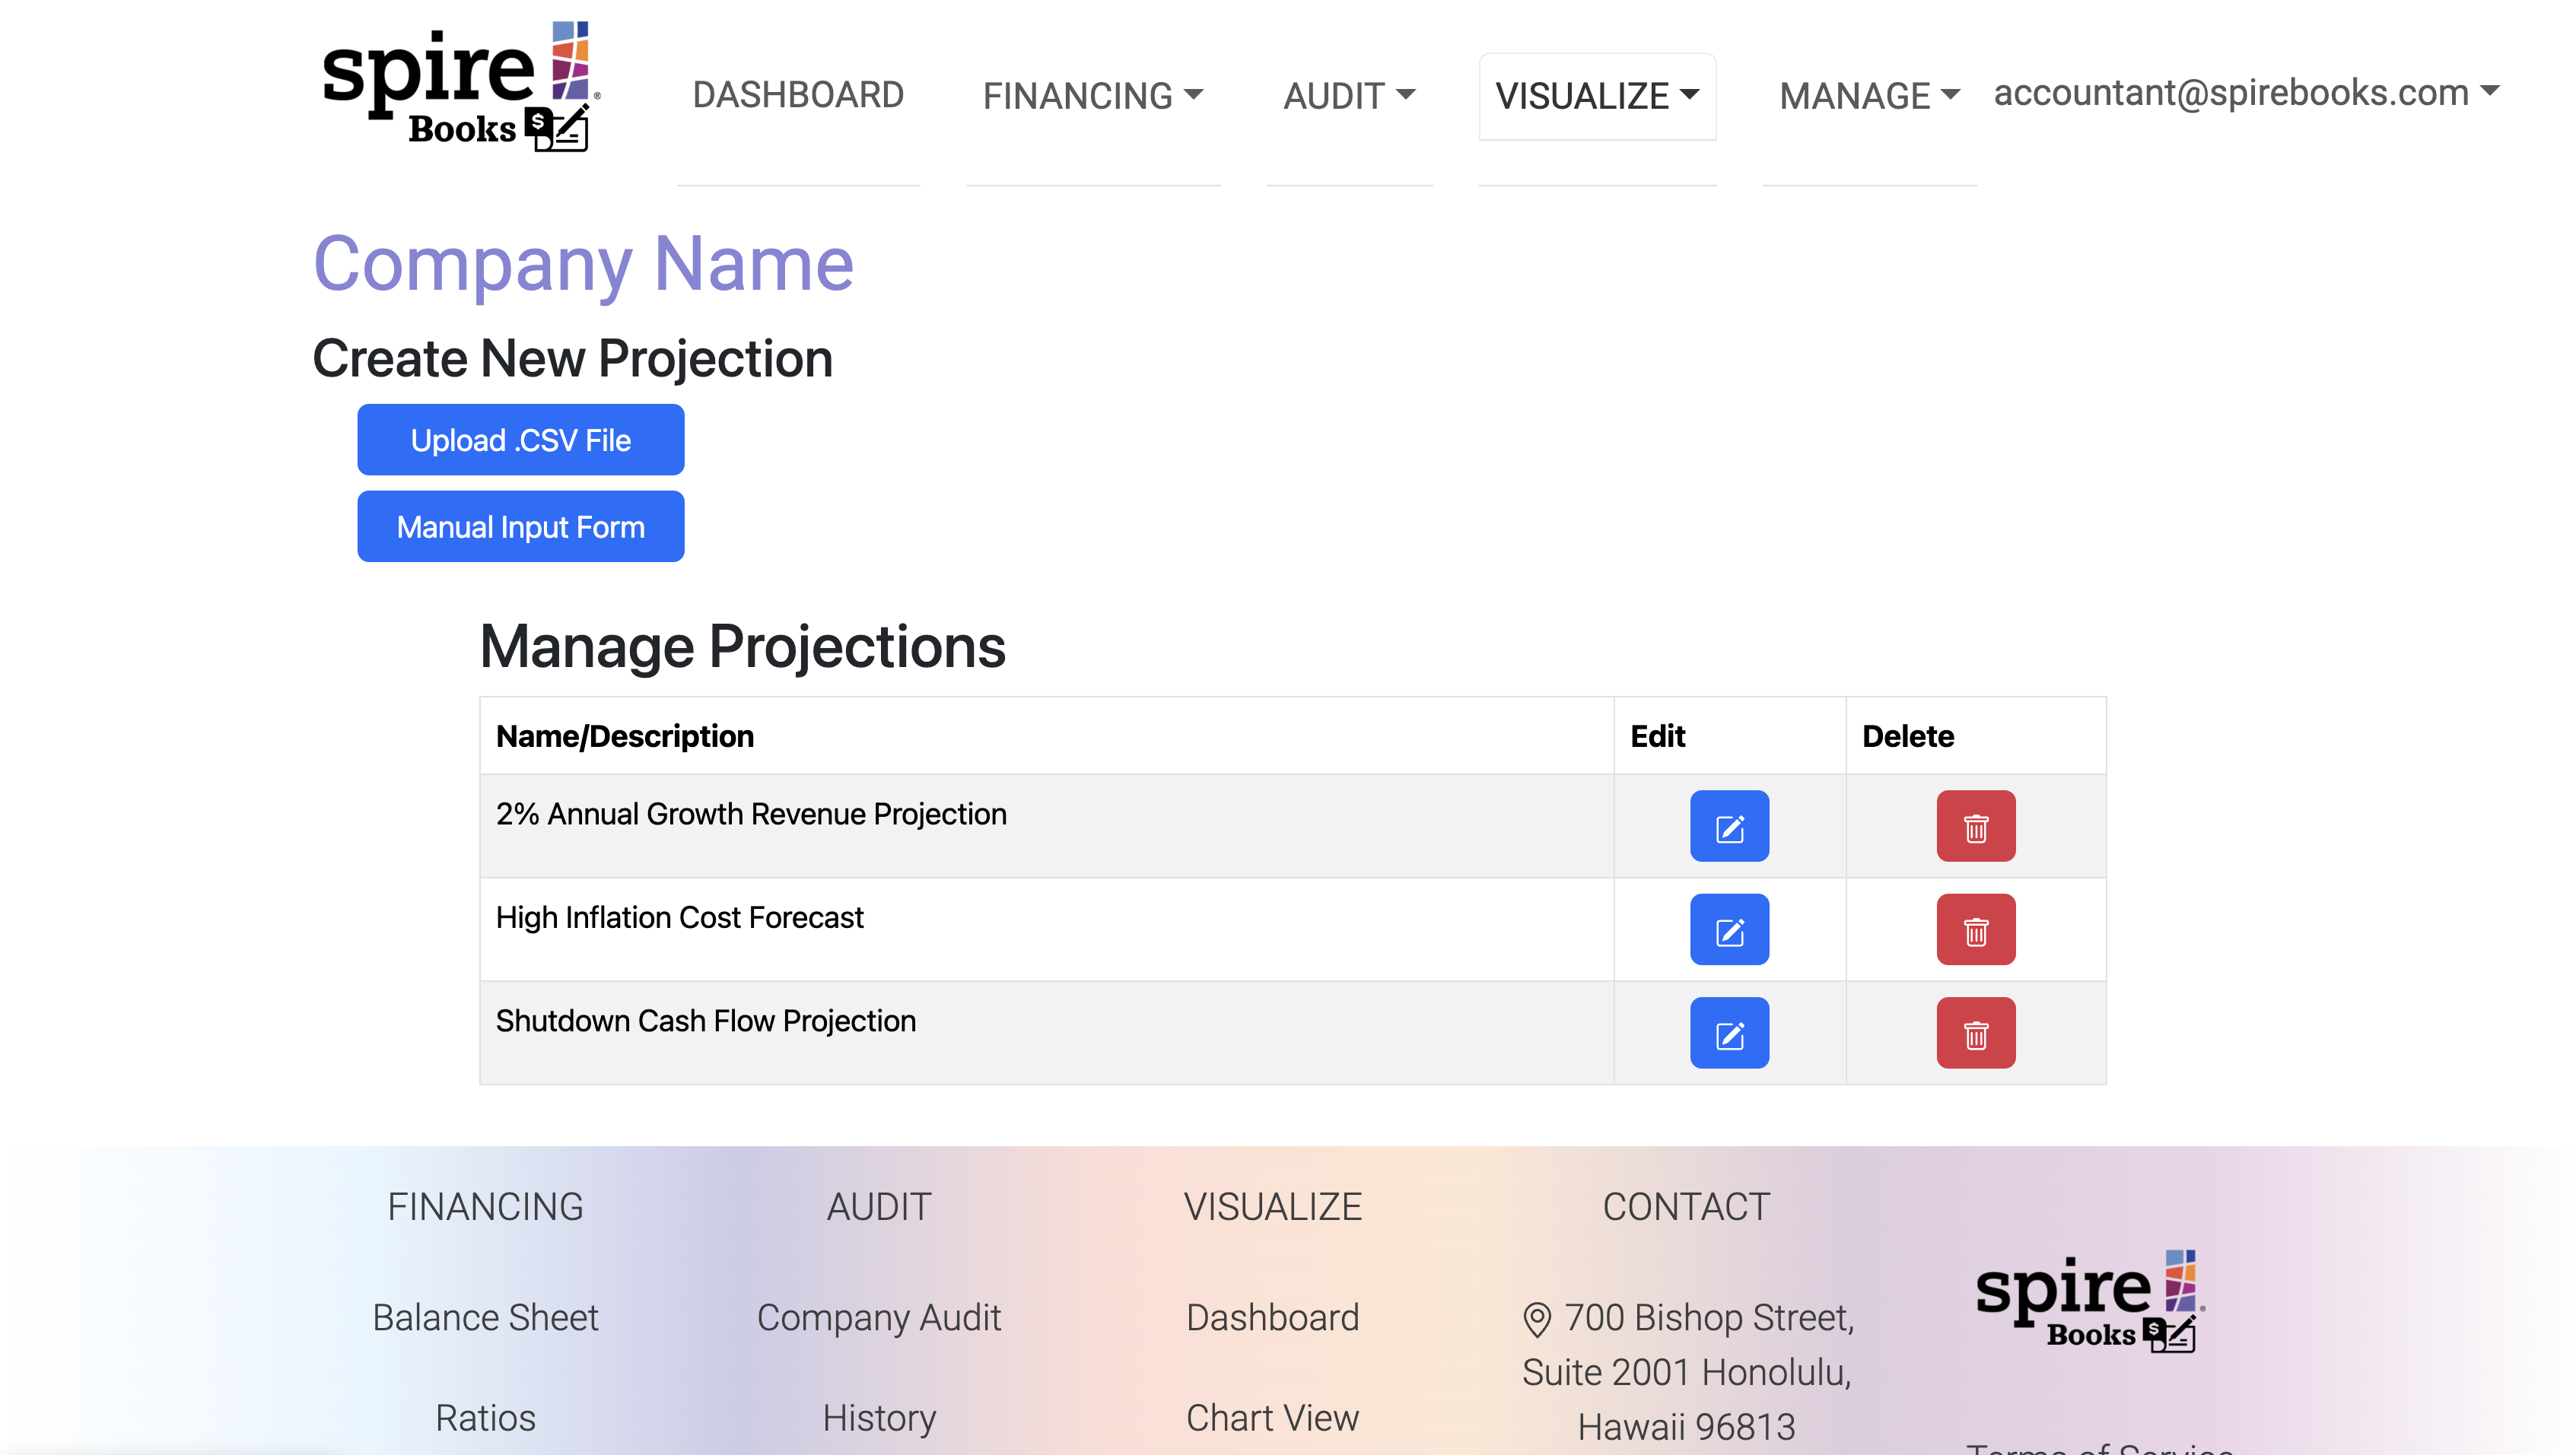 spire
Books
DASHBOARD
FINANCING
AUDIT
VISUALIZE
MANAGE
accountant@spirebooks.com
Company Name
Create New Projection
Upload .CSV File
Manual Input Form
Manage Projections
Name/Description Edit Delete
2% Annual Growth Revenue Projection
High Inflation Cost Forecast
Shutdown Cash Flow Projection
FINANCING
Balance Sheet
Ratios
AUDIT
Company Audit
History
VISUALIZE
Dashboard
Chart View
CONTACT
700 Bishop Street,
Suite 2001 Honolulu,
Hawaii 96813
spire
Books
Terms of Service